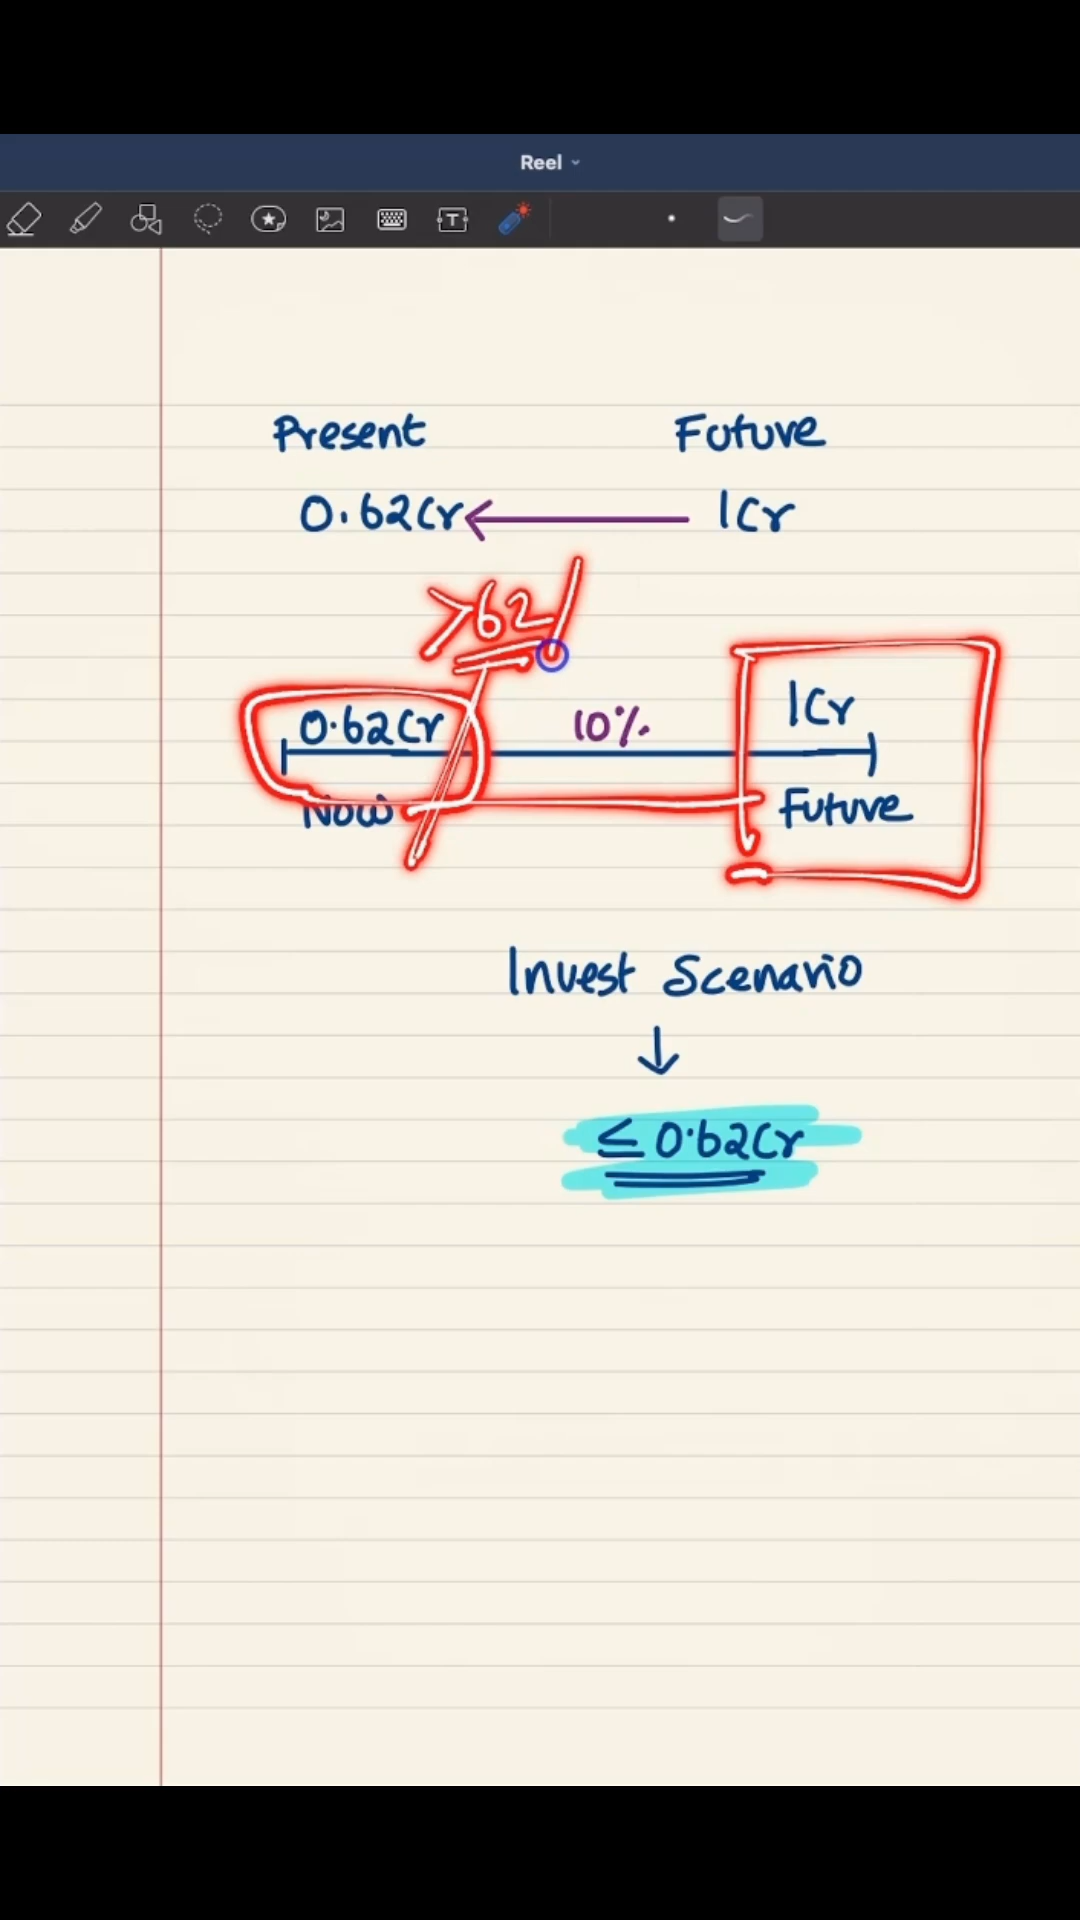 Reel
T
Present Future
0.62Cr 1Cr
>62
0.62Cr 10% 1Cr
Now Future
Invest Scenario
≤ 0.62Cr